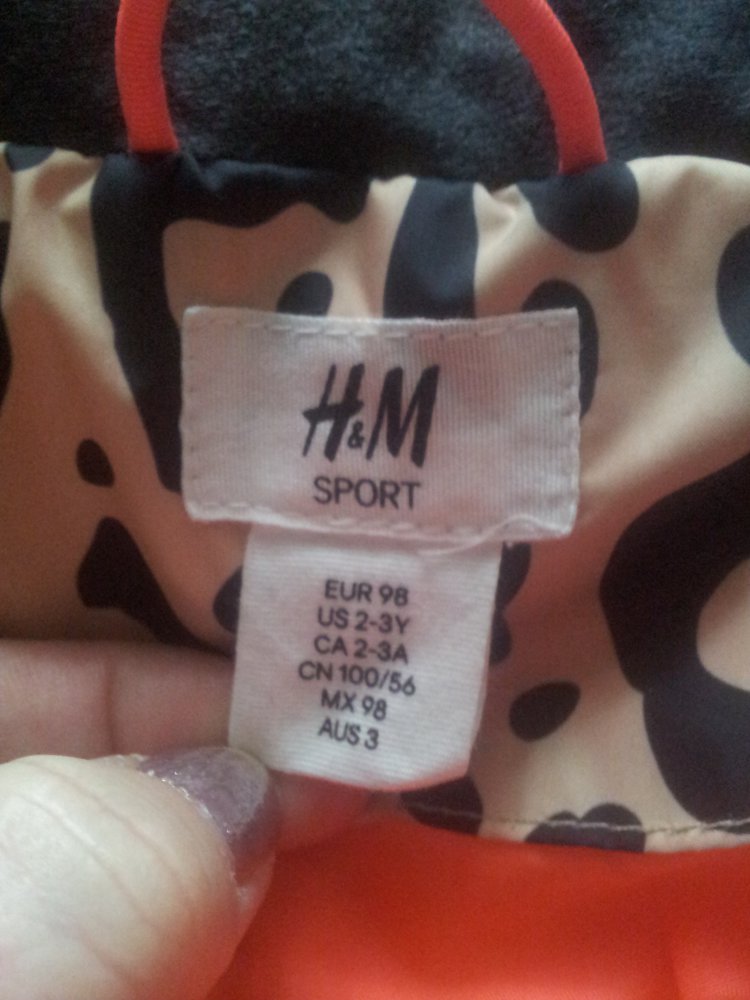 H&M
SPORT
EUR 98
US 2-3Y
CA 2-3A
CN 100/56
MX 98
AUS 3